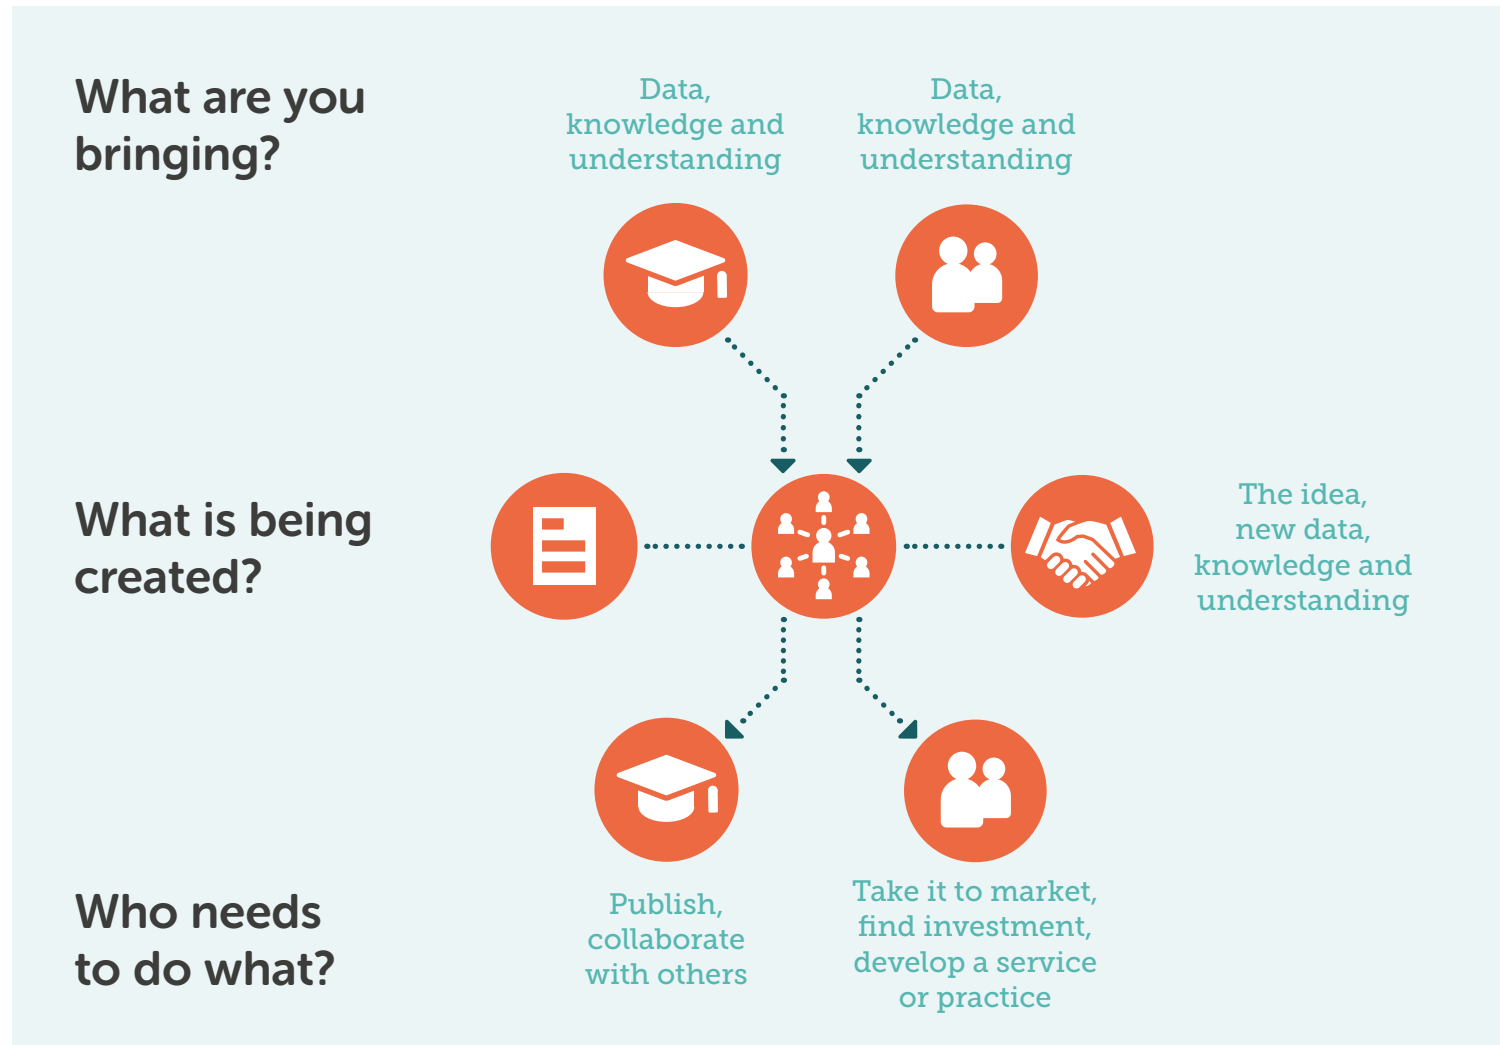 What are you
bringing?
Data,
knowledge and
understanding
Data,
knowledge and
understanding
What is being
created?
The idea,
new data,
knowledge and
understanding
Who needs
to do what?
Publish,
collaborate
with others
Take it to market,
find investment,
develop a service
or practice